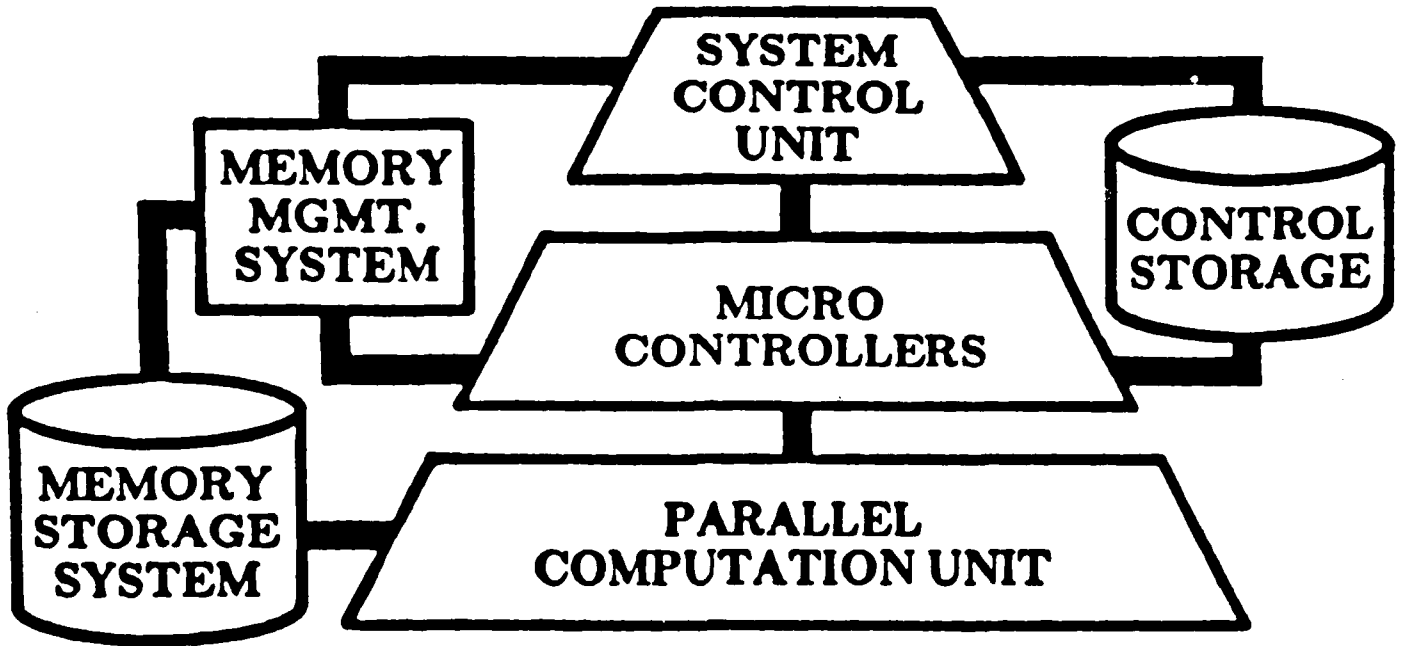 SYSTEM
CONTROL
UNIT
MEMORY
MGMT.
SYSTEM
CONTROL
STORAGE
MICRO
CONTROLLERS
MEMORY
STORAGE
SYSTEM
PARALLEL
COMPUTATION UNIT